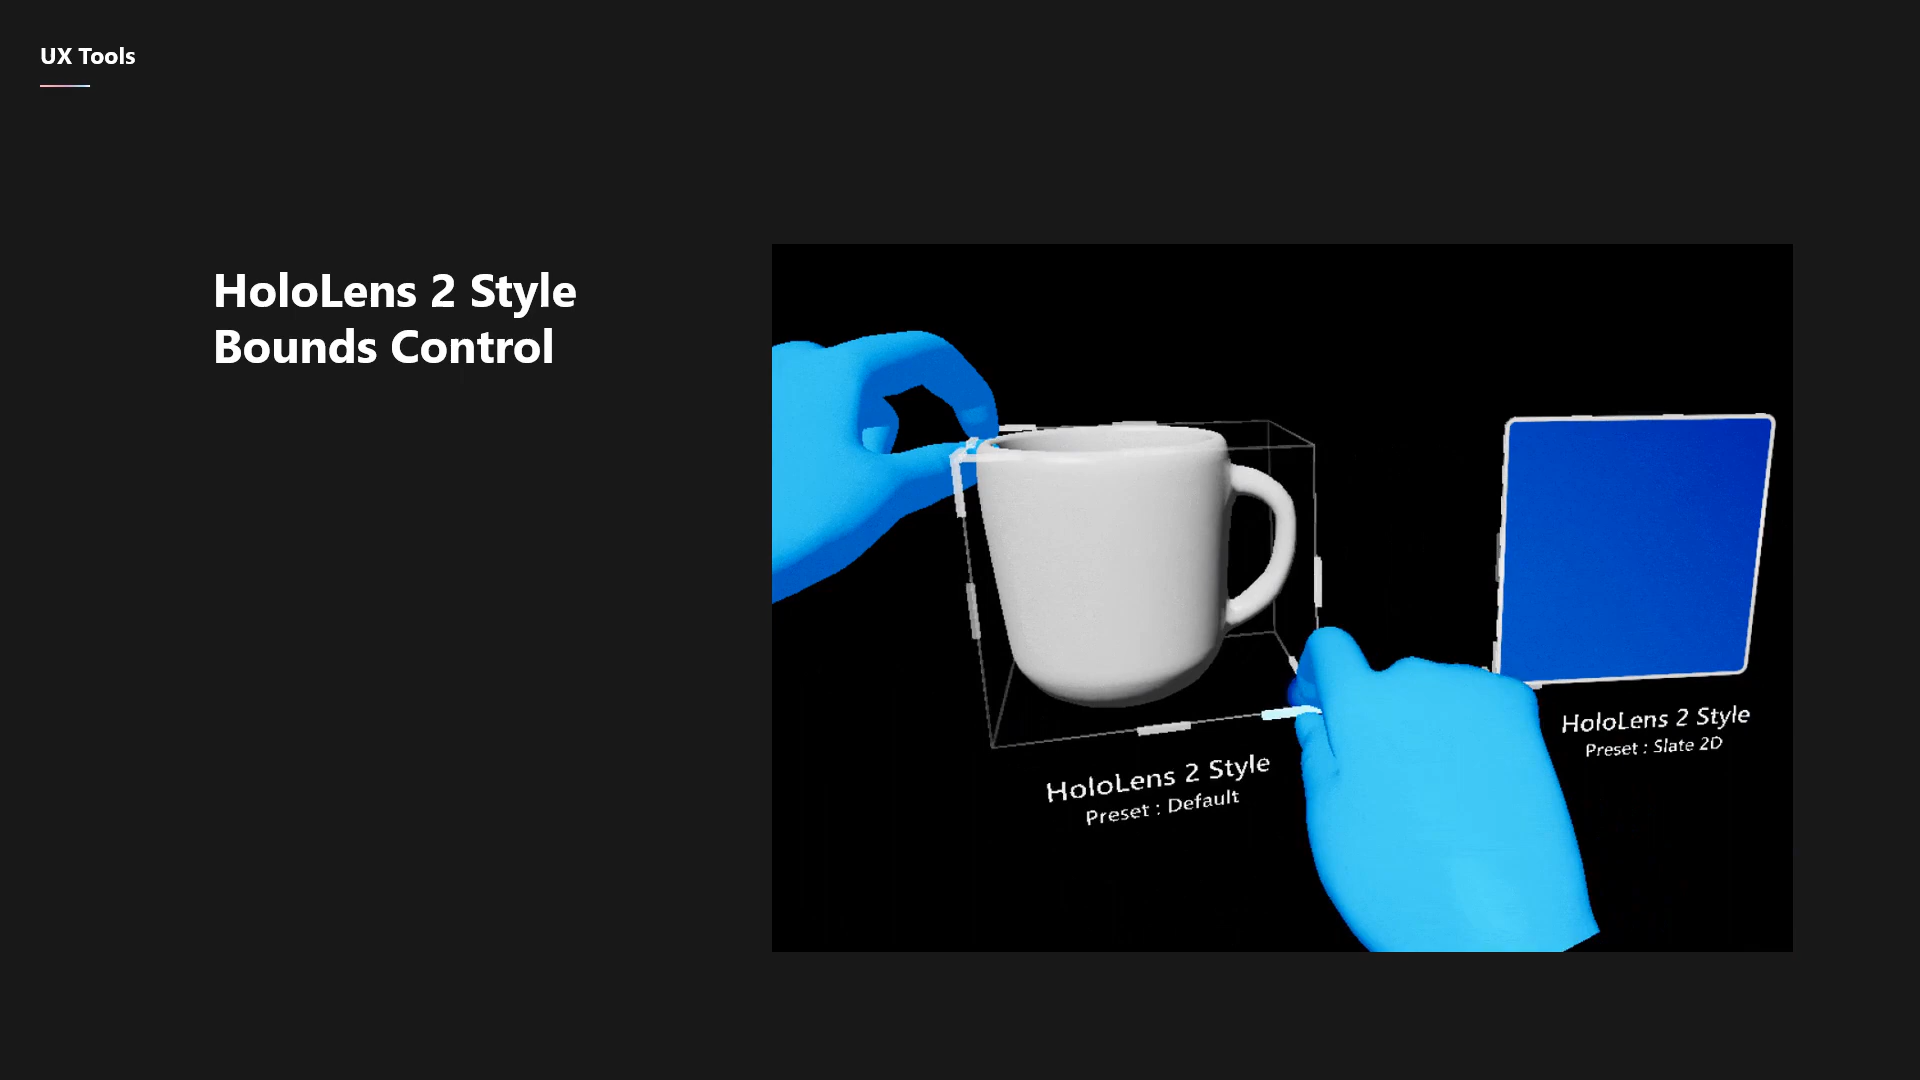 UX Tools
HoloLens 2 Style
Bounds Control
HoloLens 2 Style
Preset : Default
HoloLens 2 Style
Preset : Slate 2D